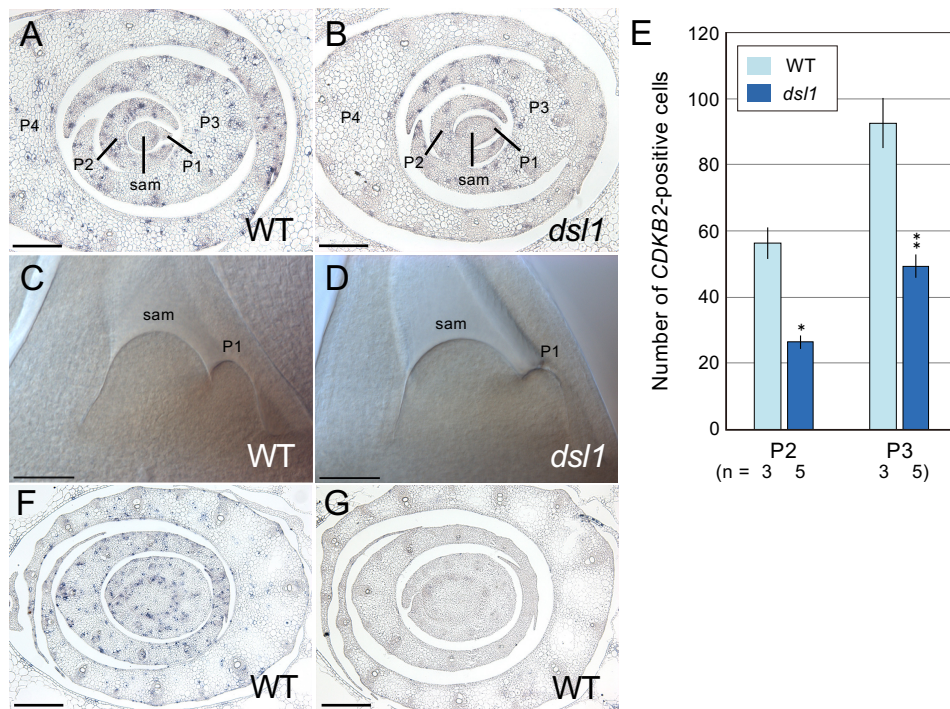 A
P4
P3
P2
P1
sam
WT
B
P4
P3
P2
P1
sam
dsl1
C
sam
P1
WT
D
sam
P1
dsl1
F
WT
G
WT
E
Number of CDKB2-positive cells
120
100
80
60
40
20
0
WT
dsl1
*
**
P2 P3
(n = 3 5 3 5)